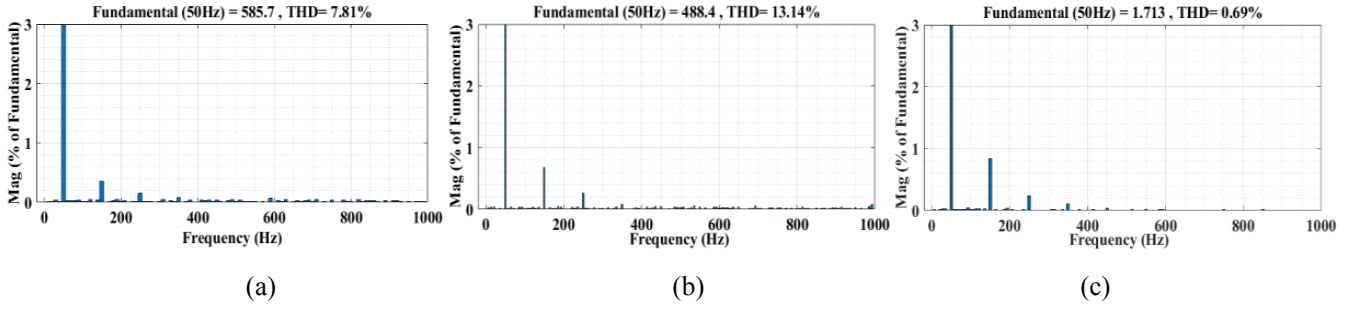 Fundamental (50Hz) = 585.7 , THD= 7.81%
Mag (% of Fundamental)
3
2
1
0
0 200 400 600 800 1000
Frequency (Hz)
(a)
Fundamental (50Hz) = 488.4 , THD= 13.14%
Mag (% of Fundamental)
3
2
1
0
0 200 400 600 800 1000
Frequency (Hz)
(b)
Fundamental (50Hz) = 1.713 , THD= 0.69%
Mag (% of Fundamental)
3
2
1
0
0 200 400 600 800 1000
Frequency (Hz)
(c)